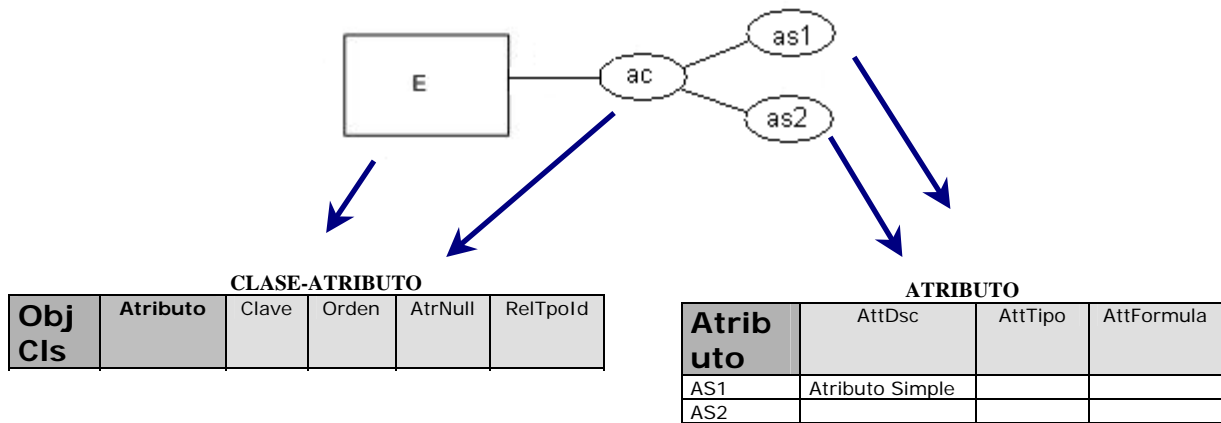 as1
E
ac
as2
CLASE-ATRIBUTO
Obj Cls
Atributo
Clave
Orden
AtrNull
RelTpoId
ATRIBUTO
Atrib uto
AttDsc
AttTipo
AttFormula
AS1
Atributo Simple
AS2